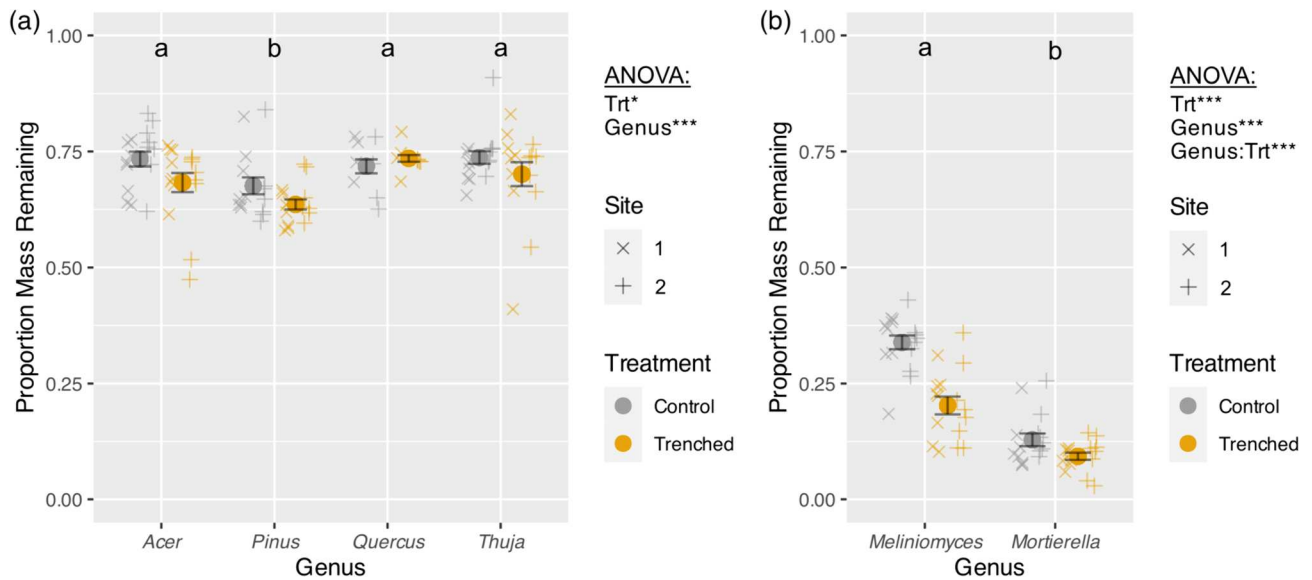 (a)
Proportion Mass Remaining
1.00
0.75
0.50
0.25
0.00
a
b
a
a
Acer
Pinus
Quercus
Thuja
Genus
ANOVA:
Trt*
Genus***
Site
1
2
Treatment
Control
Trenched
(b)
Proportion Mass Remaining
1.00
0.75
0.50
0.25
0.00
a
b
Meliniomyces
Mortierella
Genus
ANOVA:
Trt***
Genus***
Genus:Trt***
Site
1
2
Treatment
Control
Trenched